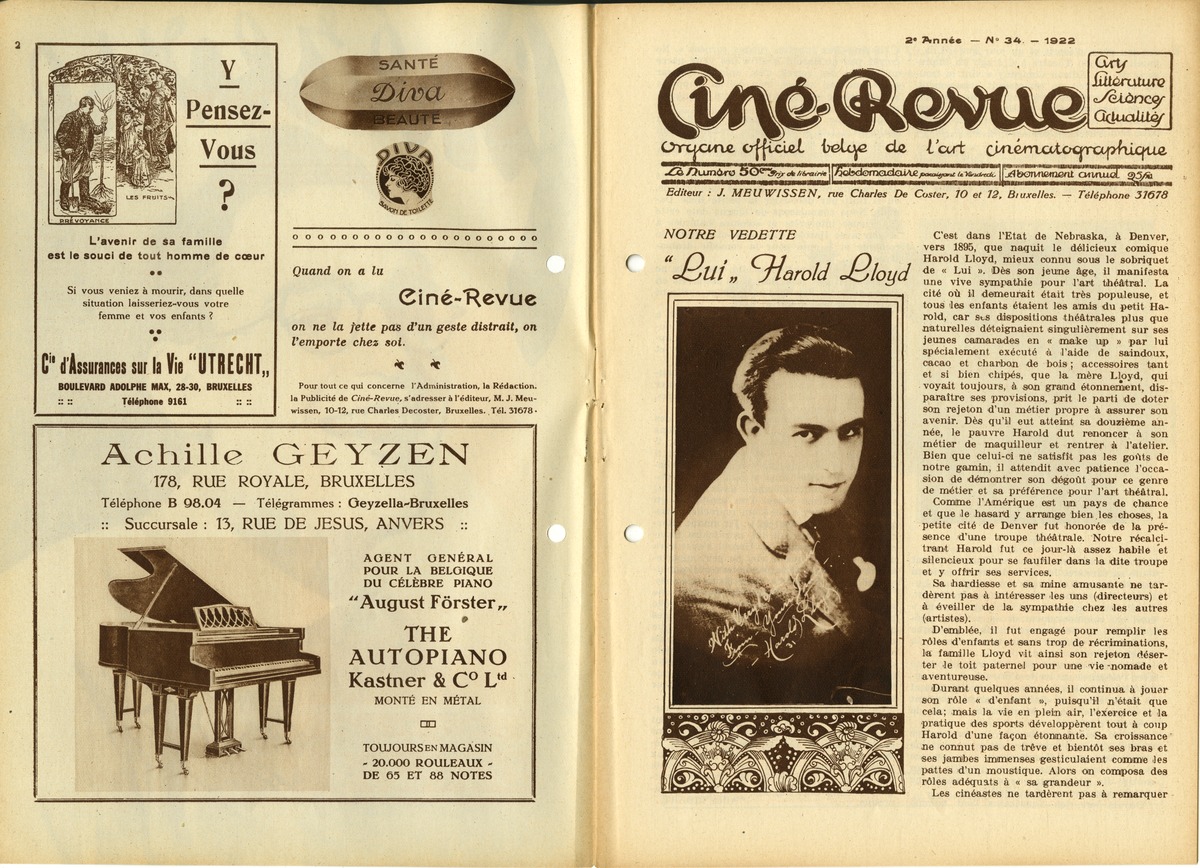 2
Y
Pensez-
Vous
?
LES FRUITS
PRÉVOYANCE
L'avenir de sa famille
est le souci de tout homme de cœur
Si vous veniez à mourir, dans quelle
situation laisseriez-vous votre
femme et vos enfants ?
Cie d'Assurances sur la Vie "UTRECHT„
BOULEVARD ADOLPHE MAX, 28-30, BRUXELLES
:: :: Téléphone 9161 :: ::
SANTÉ
Diva
BEAUTÉ
DIVA
SAVON DE TOILETTE
Quand on a lu
Ciné-Revue
on ne la jette pas d'un geste distrait, on
l'emporte chez soi.
Pour tout ce qui concerne l'Administration, la Rédaction.
la Publicité de Ciné-Revue, s'adresser à l'éditeur, M. J. Meu-
wissen, 10-12, rue Charles Decoster, Bruxelles. Tél. 31678-
Achille GEYZEN
178, RUE ROYALE, BRUXELLES
Téléphone B 98.04 — Télégrammes : Geyzella-Bruxelles
:: Succursale : 13, RUE DE JESUS, ANVERS ::
AGENT GENÉRAL
POUR LA BELGIQUE
DU CÉLÈBRE PIANO
"August Förster„
THE
AUTOPIANO
Kastner & Co Ltd
MONTÉ EN MÉTAL
TOUJOURS EN MAGASIN
- 20.000 ROULEAUX -
DE 65 ET 88 NOTES
2e Année — No 34. — 1922
Ciné-Revue
Arts
Littérature
Sciences
Actualités
Organe officiel belge de l'art cinématographique
Le Numéro 50ces Prix de librairie
Hebdomadaire paraissant le Vendredi
Abonnement annuel 25frs
Editeur : J. MEUWISSEN, rue Charles De Coster, 10 et 12, Bruxelles. — Téléphone 31678
NOTRE VEDETTE
"Lui„ Harold Lloyd
C'est dans l'Etat de Nebraska, à Denver,
vers 1895, que naquit le délicieux comique
Harold Lloyd, mieux connu sous le sobriquet
de « Lui ». Dès son jeune âge, il manifesta
une vive sympathie pour l'art théâtral. La
cité où il demeurait était très populeuse, et
tous les enfants étaient les amis du petit Ha-
rold, car ses dispositions théâtrales plus que
naturelles déteignaient singulièrement sur ses
jeunes camarades en « make up » par lui
spécialement exécuté à l'aide de saindoux,
cacao et charbon de bois ; accessoires tant
et si bien chipés, que la mère Lloyd, qui
voyait toujours, à son grand étonnement, dis-
paraître ses provisions, prit le parti de doter
son rejeton d'un métier propre à assurer son
avenir. Dès qu'il eut atteint sa douzième an-
née, le pauvre Harold dut renoncer à son
métier de maquilleur et rentrer à l'atelier.
Bien que celui-ci ne satisfit pas les goûts de
notre gamin, il attendit avec patience l'occa-
sion de démontrer son dégoût pour ce genre
de métier et sa préférence pour l'art théâtral.
Comme l'Amérique est un pays de chance
et que le hasard y arrange bien les choses, la
petite cité de Denver fut honorée de la pré-
sence d'une troupe théâtrale. Notre récalci-
trant Harold fut ce jour-là assez habile et
silencieux pour se faufiler dans la dite troupe
et y offrir ses services.
Sa hardiesse et sa mine amusante ne tar-
dèrent pas à intéresser les uns (directeurs) et
à éveiller de la sympathie chez les autres
(artistes).
D'emblée, il fut engagé pour remplir les
rôles d'enfants et sans trop de récriminations,
la famille Lloyd vit ainsi son rejeton déser-
ter le toit paternel pour une vie nomade et
aventureuse.
Durant quelques années, il continua à jouer
son rôle « d'enfant », puisqu'il n'était que
cela; mais la vie en plein air, l'exercice et la
pratique des sports développèrent tout à coup
Harold d'une façon étonnante. Sa croissance
ne connut pas de trêve et bientôt ses bras et
ses jambes immenses gesticulaient comme les
pattes d'un moustique. Alors on composa des
rôles adéquats à « sa grandeur ».
Les cinéastes ne tardèrent pas à remarquer